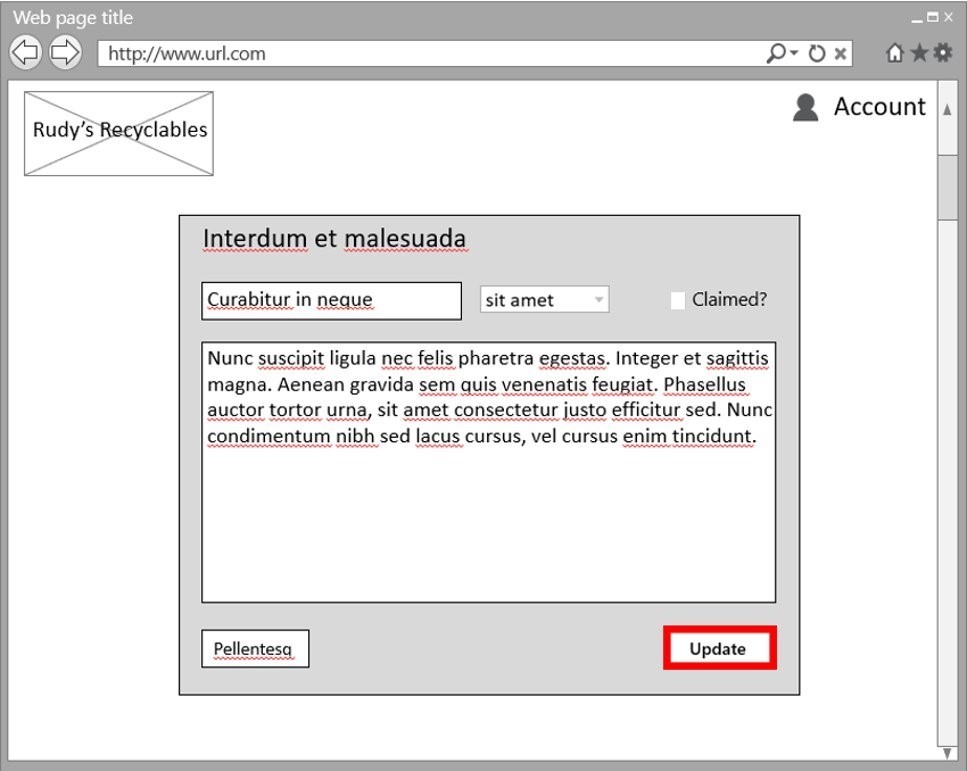 Web page title
http://www.url.com
Rudy’s Recyclables
Account
Interdum et malesuada
Curabitur in neque
sit amet
Claimed?
Nunc suscipit ligula nec felis pharetra egestas. Integer et sagittis
magna. Aenean gravida sem quis venenatis feugiat. Phasellus
auctor tortor urna, sit amet consectetur justo efficitur sed. Nunc
condimentum nibh sed lacus cursus, vel cursus enim tincidunt.
Pellentesq
Update